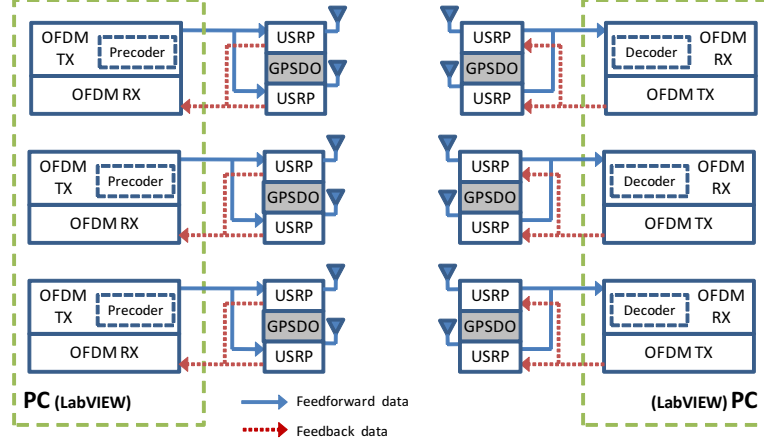 OFDM
TX
Precoder
OFDM RX
USRP
GPSDO
USRP
USRP
GPSDO
USRP
Decoder
OFDM
RX
OFDM TX
OFDM
TX
Precoder
OFDM RX
USRP
GPSDO
USRP
USRP
GPSDO
USRP
Decoder
OFDM
RX
OFDM TX
OFDM
TX
Precoder
OFDM RX
USRP
GPSDO
USRP
USRP
GPSDO
USRP
Decoder
OFDM
RX
OFDM TX
PC (LabVIEW)
(LabVIEW) PC
Feedforward data
Feedback data